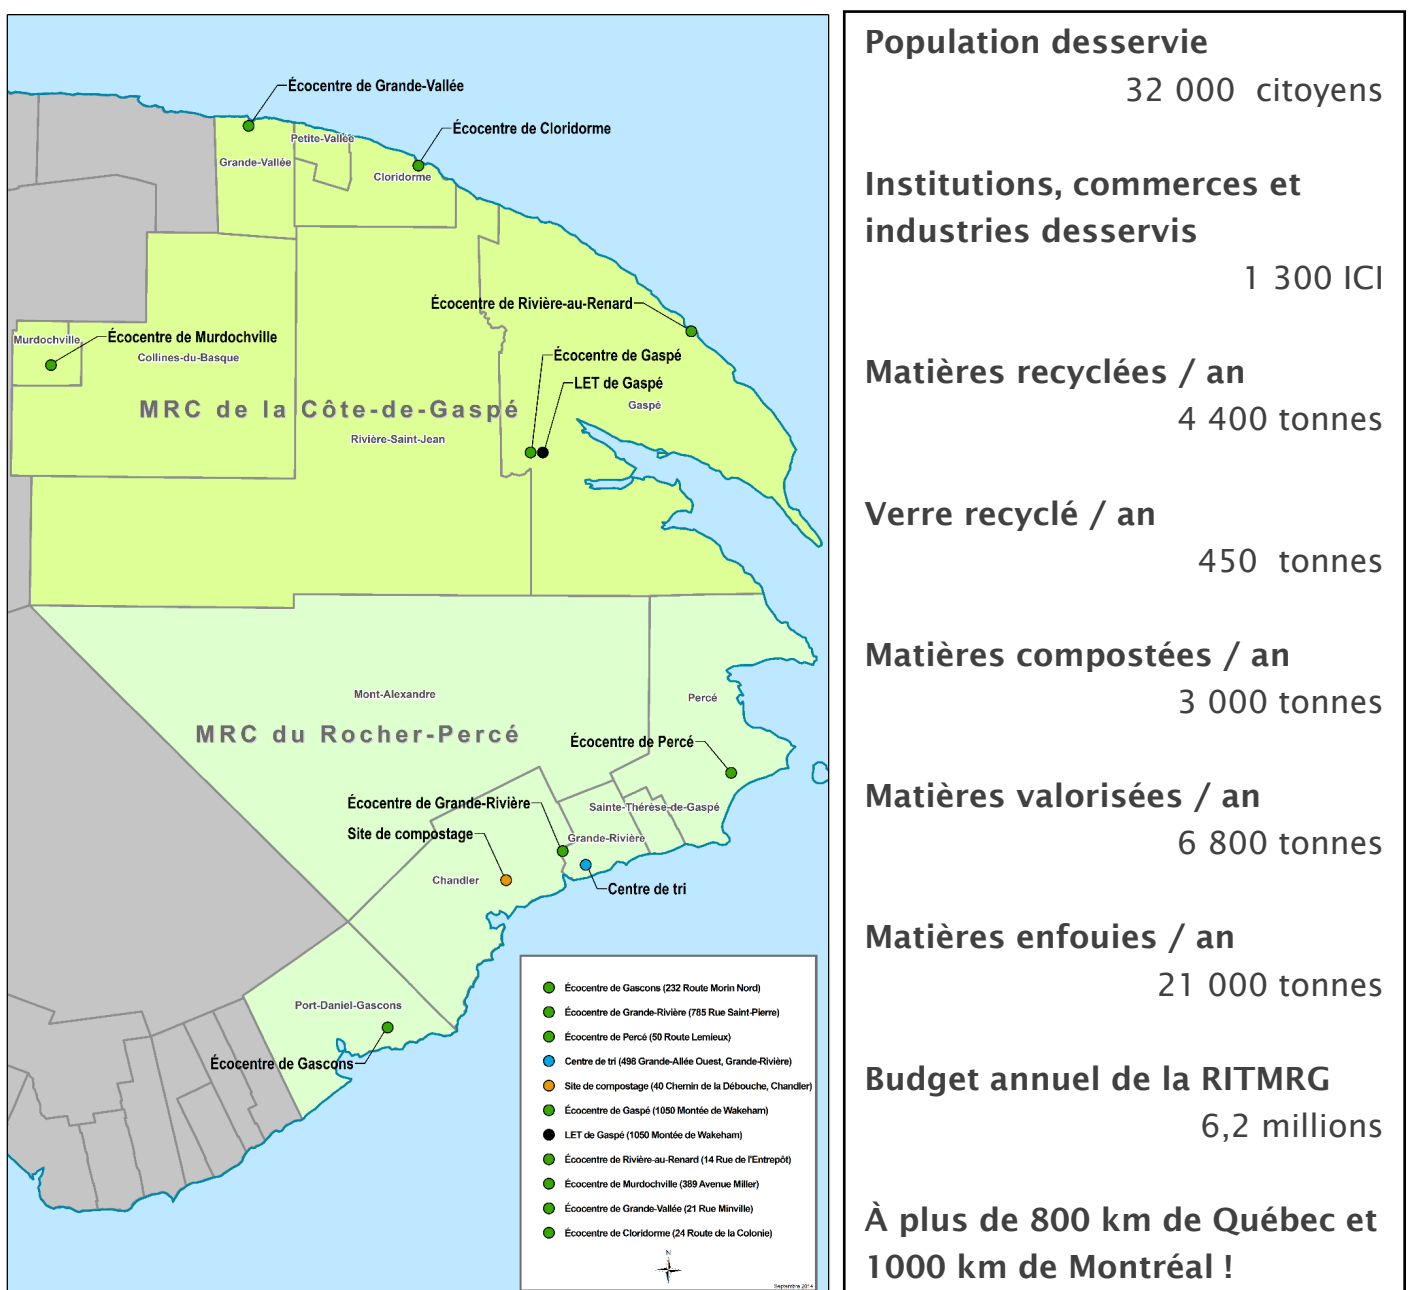 Écocentre de Grande-Vallée
Écocentre de Cloridorme
Petite-Vallée
Grande-Vallée
Cloridorme
Écocentre de Rivière-au-Renard
Murdochville
Écocentre de Murdochville
Collines-du-Basque
Écocentre de Gaspé
LET de Gaspé
Gaspé
MRC de la Côte-de-Gaspé
Rivière-Saint-Jean
Mont-Alexandre
Percé
MRC du Rocher-Percé
Écocentre de Percé
Écocentre de Grande-Rivière
Sainte-Thérèse-de-Gaspé
Site de compostage
Grande-Rivière
Chandler
Centre de tri
Port-Daniel-Gascons
Écocentre de Gascons
Écocentre de Gascons (232 Route Morin Nord)
Écocentre de Grande-Rivière (785 Rue Saint-Pierre)
Écocentre de Percé (50 Route Lemieux)
Centre de tri (498 Grande-Allée Ouest, Grande-Rivière)
Site de compostage (40 Chemin de la Débouche, Chandler)
Écocentre de Gaspé (1050 Montée de Wakeham)
LET de Gaspé (1050 Montée de Wakeham)
Écocentre de Rivière-au-Renard (14 Rue de l'Entrepôt)
Écocentre de Murdochville (389 Avenue Miller)
Écocentre de Grande-Vallée (21 Rue Minville)
Écocentre de Cloridorme (24 Route de la Colonie)
N
Septembre 2014
Population desservie
32 000 citoyens
Institutions, commerces et
industries desservis
1 300 ICI
Matières recyclées / an
4 400 tonnes
Verre recyclé / an
450 tonnes
Matières compostées / an
3 000 tonnes
Matières valorisées / an
6 800 tonnes
Matières enfouies / an
21 000 tonnes
Budget annuel de la RITMRG
6,2 millions
À plus de 800 km de Québec et
1000 km de Montréal !